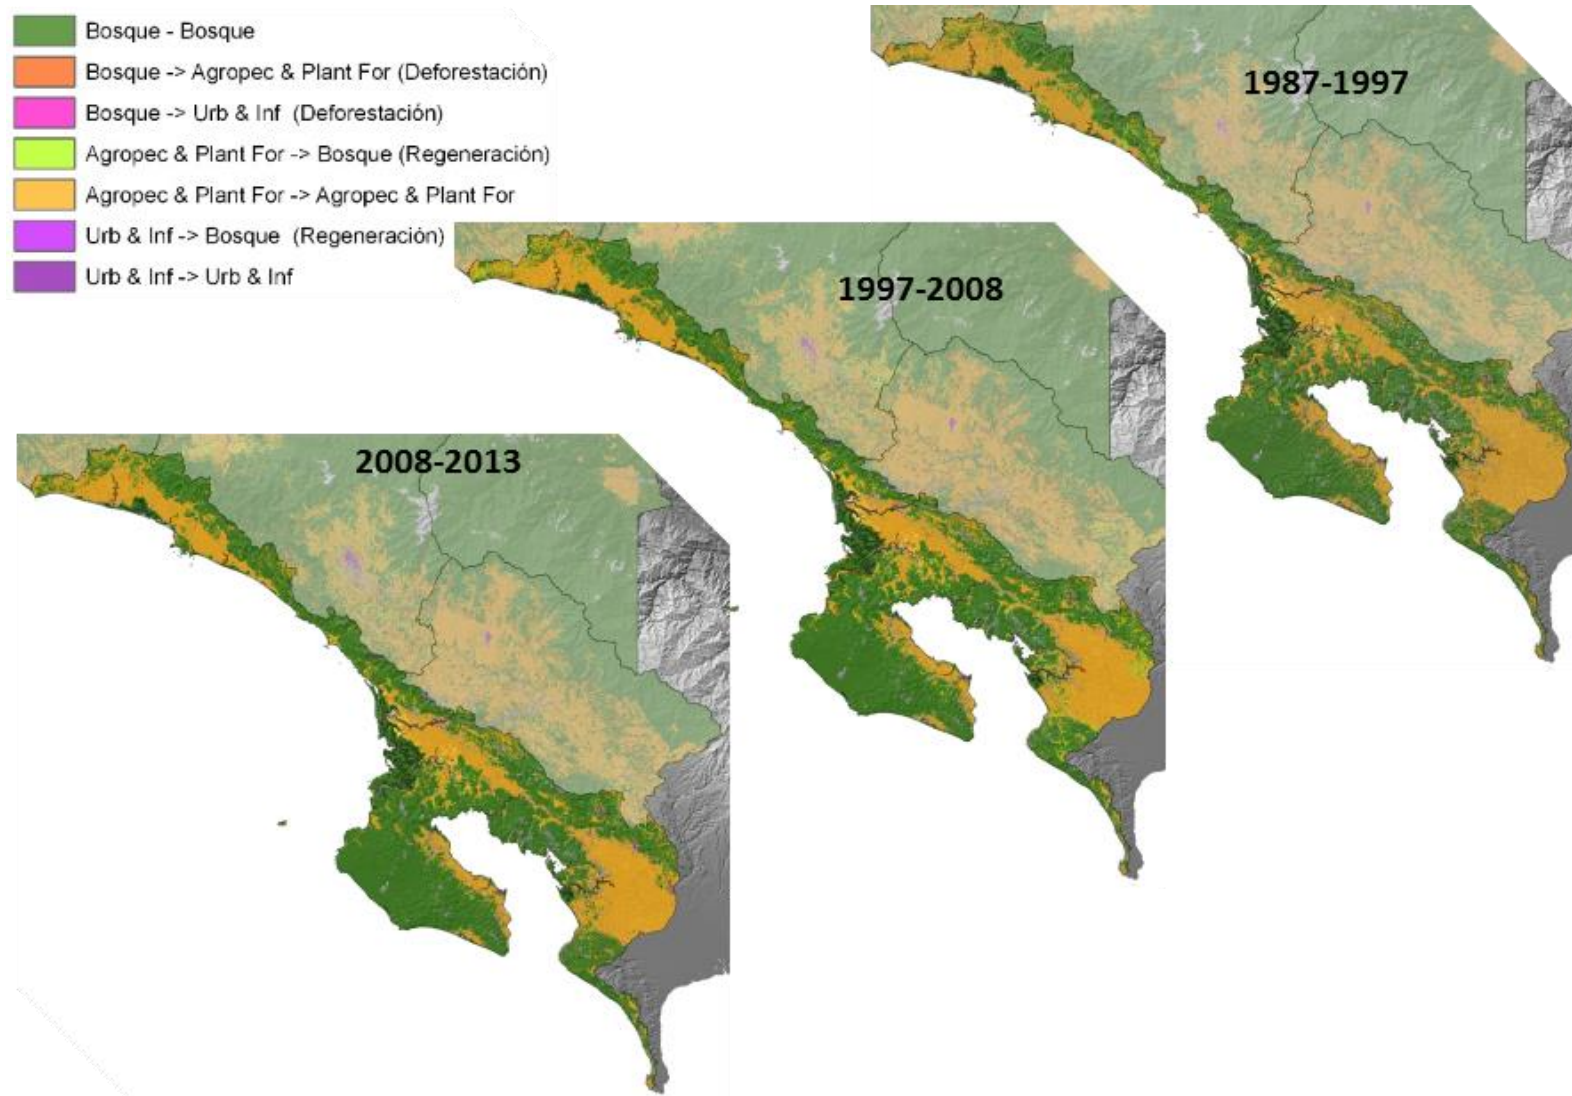 Bosque - Bosque
Bosque -> Agropec & Plant For (Deforestación)
Bosque -> Urb & Inf (Deforestación)
Agropec & Plant For -> Bosque (Regeneración)
Agropec & Plant For -> Agropec & Plant For
Urb & Inf -> Bosque (Regeneración)
Urb & Inf -> Urb & Inf
1987-1997
1997-2008
2008-2013